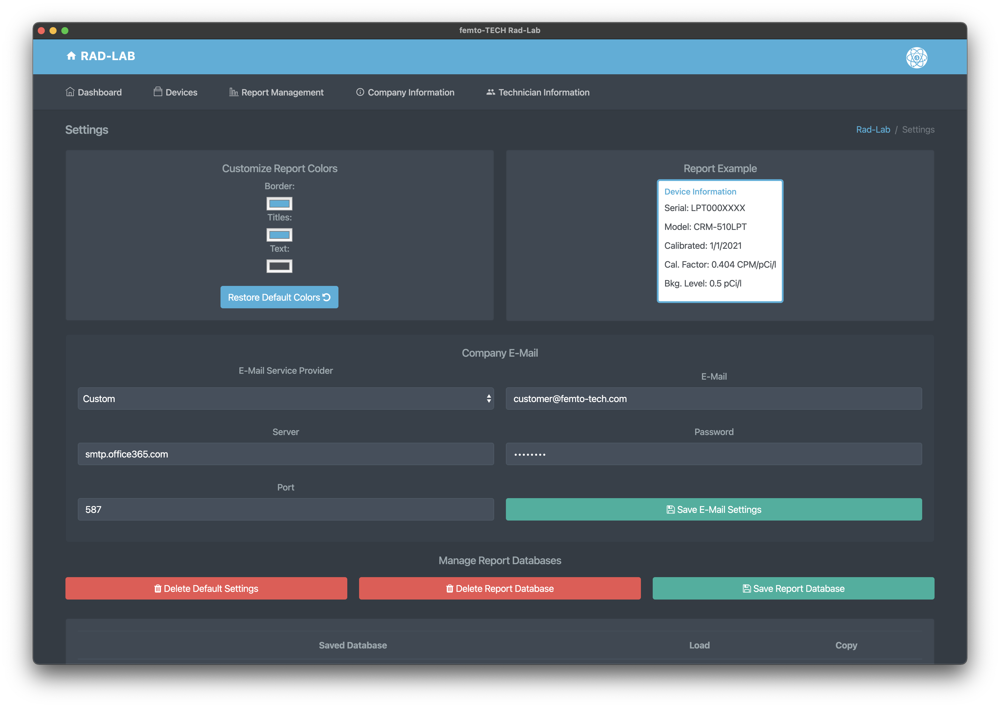 femto-TECH Rad-Lab
RAD-LAB
Dashboard
Devices
Report Management
Company Information
Technician Information
Settings
Rad-Lab / Settings
Customize Report Colors
Border:
Titles:
Text:
Restore Default Colors
Report Example
Device Information
Serial: LPT000XXXX
Model: CRM-510LPT
Calibrated: 1/1/2021
Cal. Factor: 0.404 CPM/pCi/l
Bkg. Level: 0.5 pCi/l
Company E-Mail
E-Mail Service Provider
Custom
E-Mail
customer@femto-tech.com
Server
smtp.office365.com
Password
••••••••
Port
587
Save E-Mail Settings
Manage Report Databases
Delete Default Settings
Delete Report Database
Save Report Database
Saved Database
Load
Copy